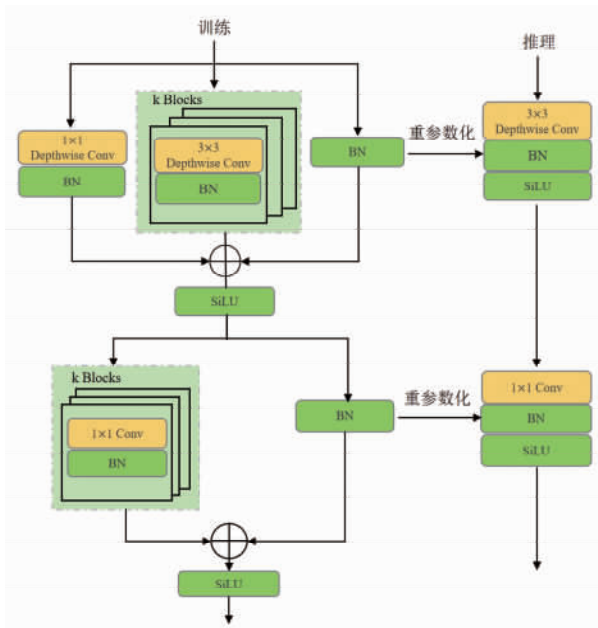 训练
推理
k Blocks
1×1
Depthwise Conv
BN
3×3
Depthwise Conv
BN
BN
重参数化
3×3
Depthwise Conv
BN
SiLU
SiLU
k Blocks
1×1 Conv
BN
BN
重参数化
1×1 Conv
BN
SiLU
SiLU